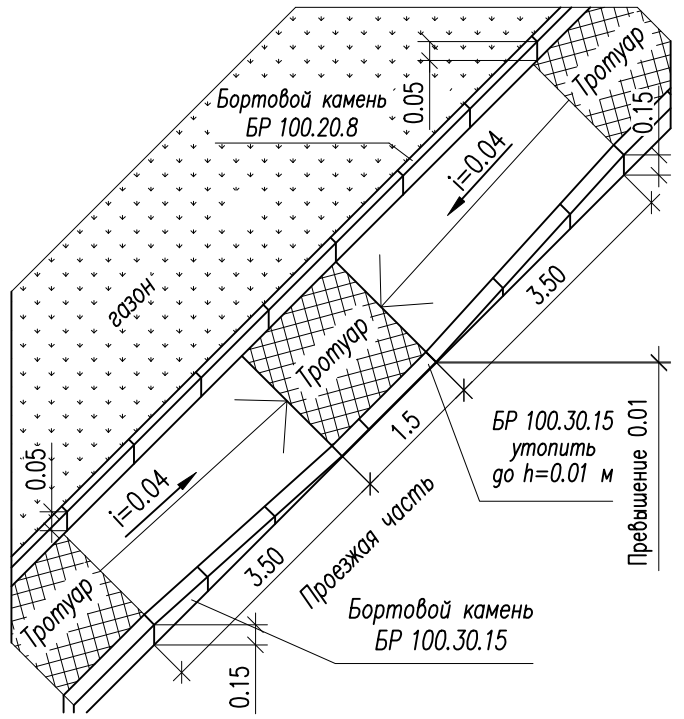 Тротуар
0.05
Бортовой камень
БР 100.20.8
0.15
i=0.04
3.50
газон
Тротуар
1.5
БР 100.30.15
утопить
до h=0.01 м
Превышение 0.01
0.05
i=0.04
3.50
Проезжая часть
Тротуар
Бортовой камень
БР 100.30.15
0.15